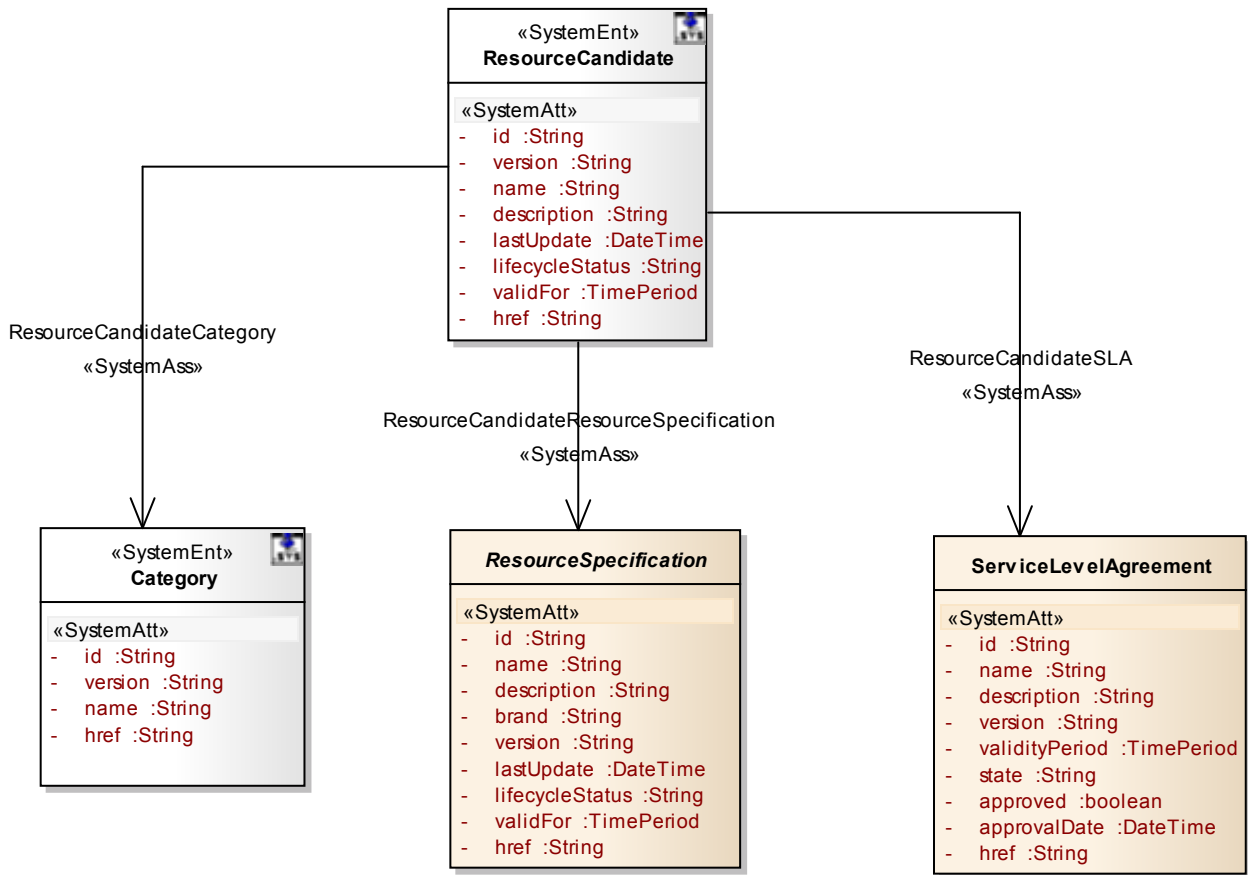 «SystemEnt»
ResourceCandidate
«SystemAtt»
- id :String
- version :String
- name :String
- description :String
- lastUpdate :DateTime
- lifecycleStatus :String
- validFor :TimePeriod
- href :String
ResourceCandidateCategory
«SystemAss»
ResourceCandidateResourceSpecification
«SystemAss»
ResourceCandidateSLA
«SystemAss»
«SystemEnt»
Category
«SystemAtt»
- id :String
- version :String
- name :String
- href :String
ResourceSpecification
«SystemAtt»
- id :String
- name :String
- description :String
- brand :String
- version :String
- lastUpdate :DateTime
- lifecycleStatus :String
- validFor :TimePeriod
- href :String
ServiceLevelAgreement
«SystemAtt»
- id :String
- name :String
- description :String
- version :String
- validityPeriod :TimePeriod
- state :String
- approved :boolean
- approvalDate :DateTime
- href :String
.SYS
.SYS